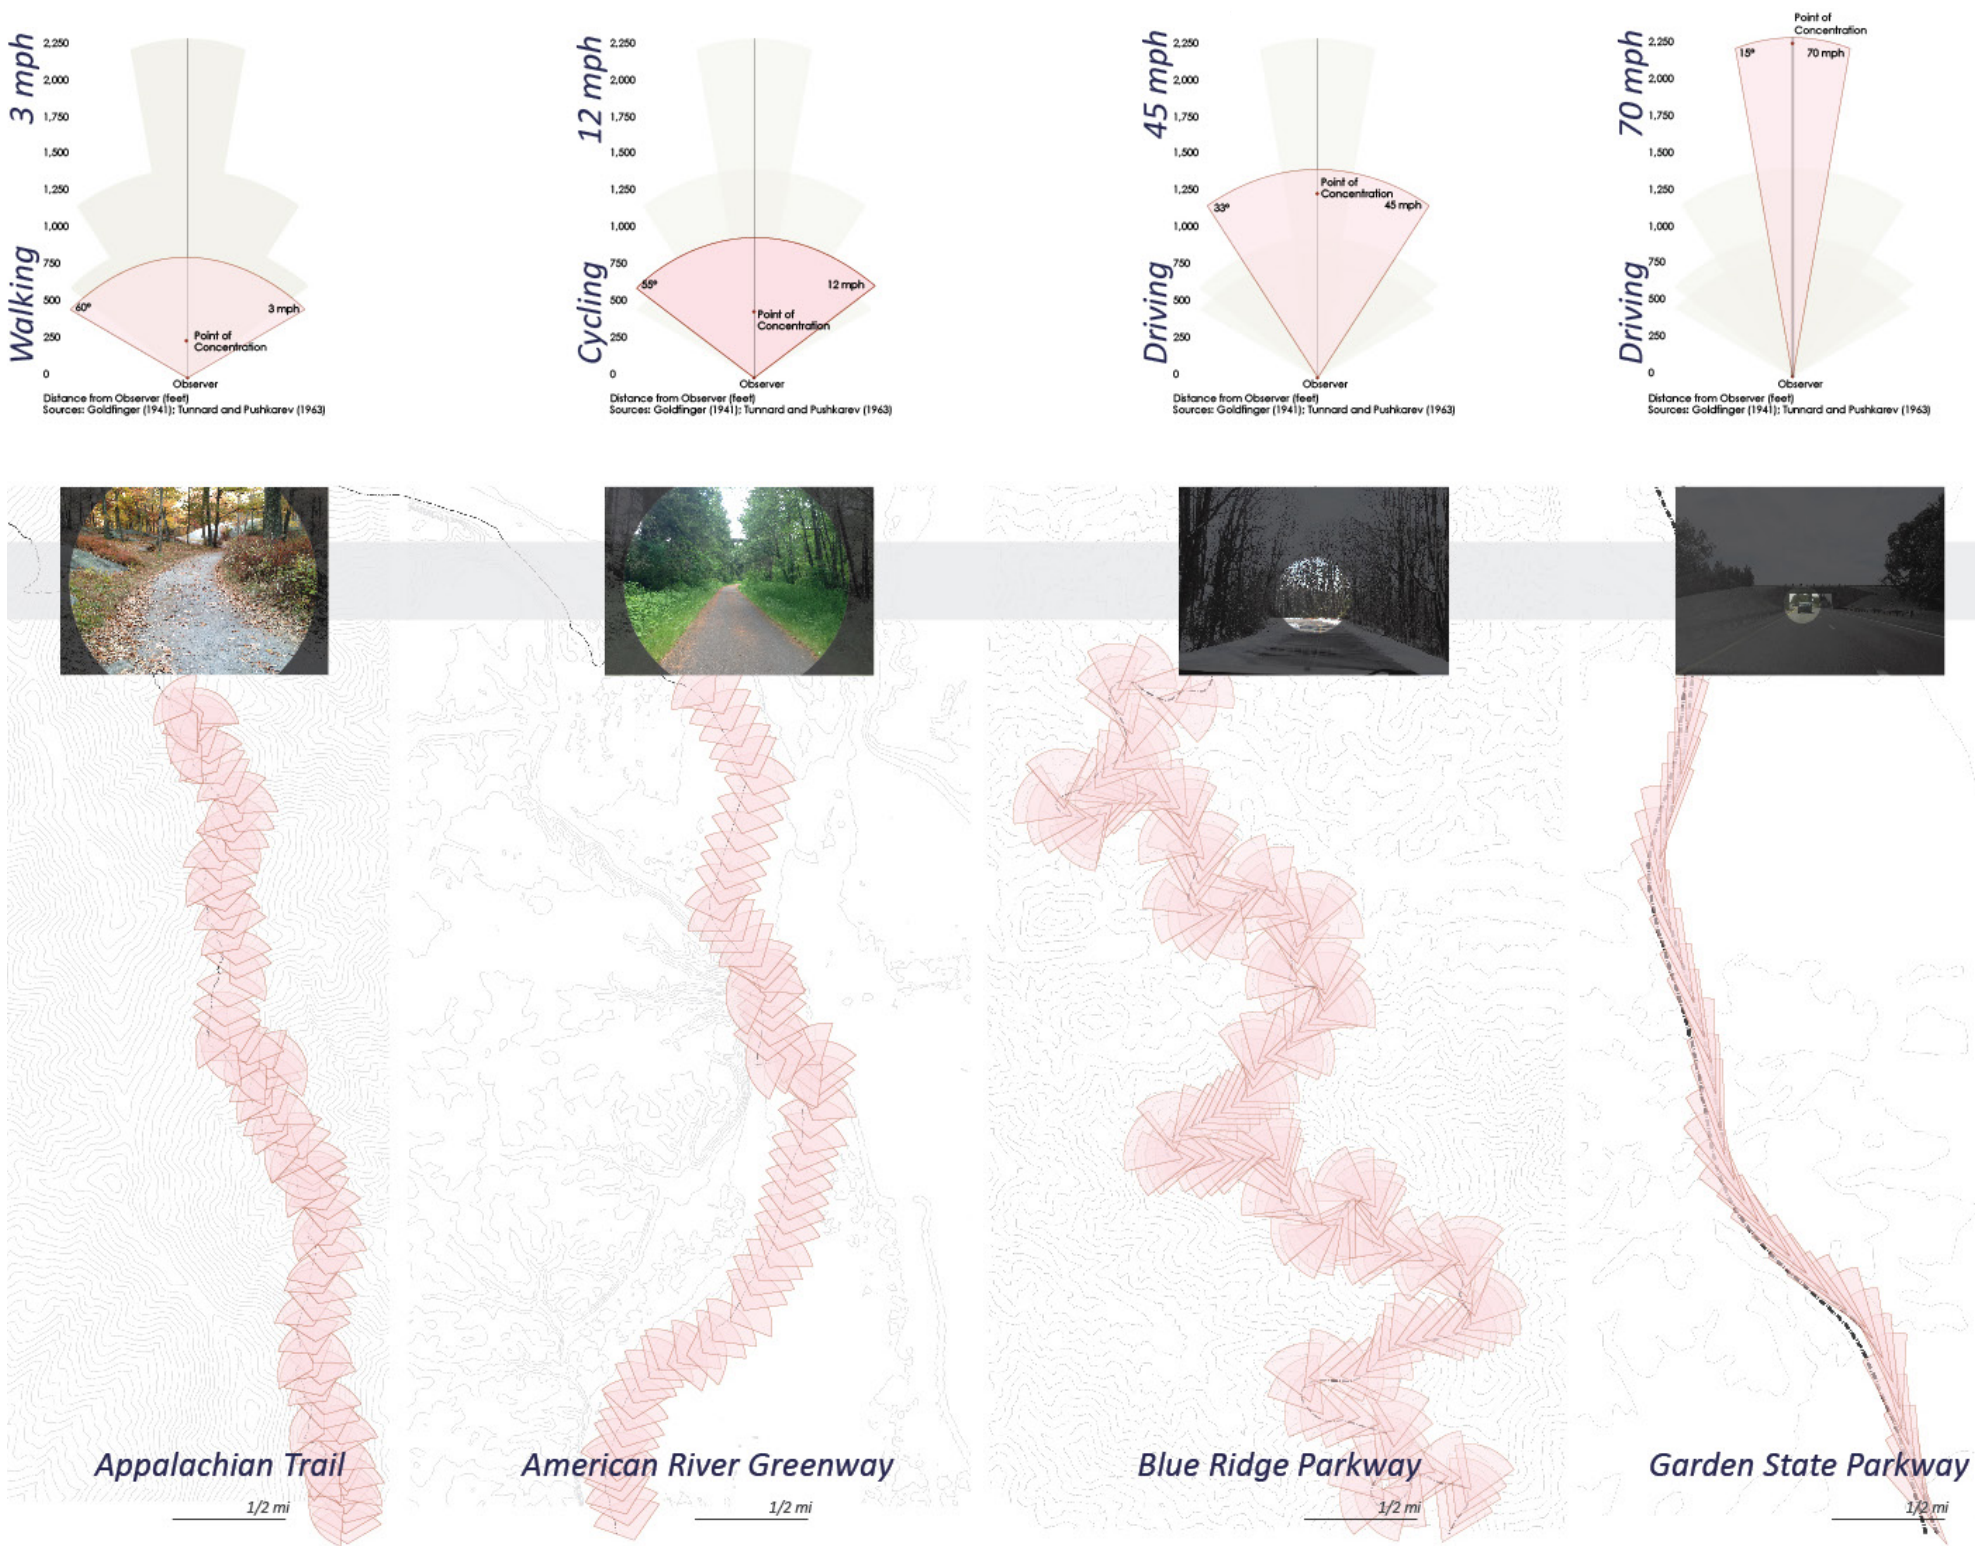 Walking 3 mph
2,250
2,000
1,750
1,500
1,250
1,000
750
500
250
0
60°
3 mph
Point of
Concentration
Observer
Distance from Observer (feet)
Sources: Goldfinger (1941); Tunnard and Pushkarev (1963)
Cycling 12 mph
2,250
2,000
1,750
1,500
1,250
1,000
750
500
250
0
55°
12 mph
Point of
Concentration
Observer
Distance from Observer (feet)
Sources: Goldfinger (1941); Tunnard and Pushkarev (1963)
Driving 45 mph
2,250
2,000
1,750
1,500
1,250
1,000
750
500
250
0
Point of
Concentration
33°
45 mph
Observer
Distance from Observer (feet)
Sources: Goldfinger (1941); Tunnard and Pushkarev (1963)
Driving 70 mph
Point of
Concentration
2,250
2,000
1,750
1,500
1,250
1,000
750
500
250
0
15°
70 mph
Observer
Distance from Observer (feet)
Sources: Goldfinger (1941); Tunnard and Pushkarev (1963)
Appalachian Trail
1/2 mi
American River Greenway
1/2 mi
Blue Ridge Parkway
1/2 mi
Garden State Parkway
1/2 mi